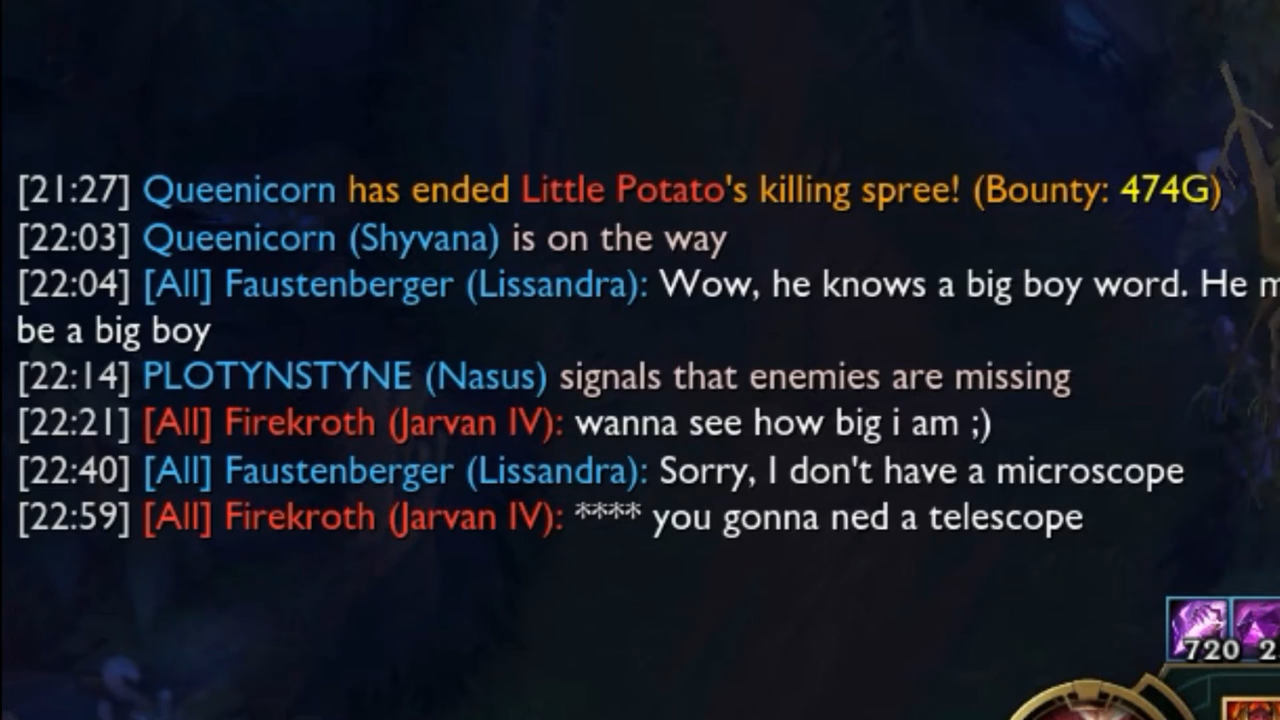 [21:27] Queenicorn has ended Little Potato's killing spree! (Bounty: 474G)
[22:03] Queenicorn (Shyvana) is on the way
[22:04] [All] Faustenberger (Lissandra): Wow, he knows a big boy word. He
be a big boy
[22:14] PLOTYNSTYNE (Nasus) signals that enemies are missing
[22:21] [All] Firekroth (Jarvan IV): wanna see how big i am ;)
[22:40] [All] Faustenberger (Lissandra): Sorry, I don't have a microscope
[22:59] [All] Firekroth (Jarvan IV): **** you gonna ned a telescope
720 2